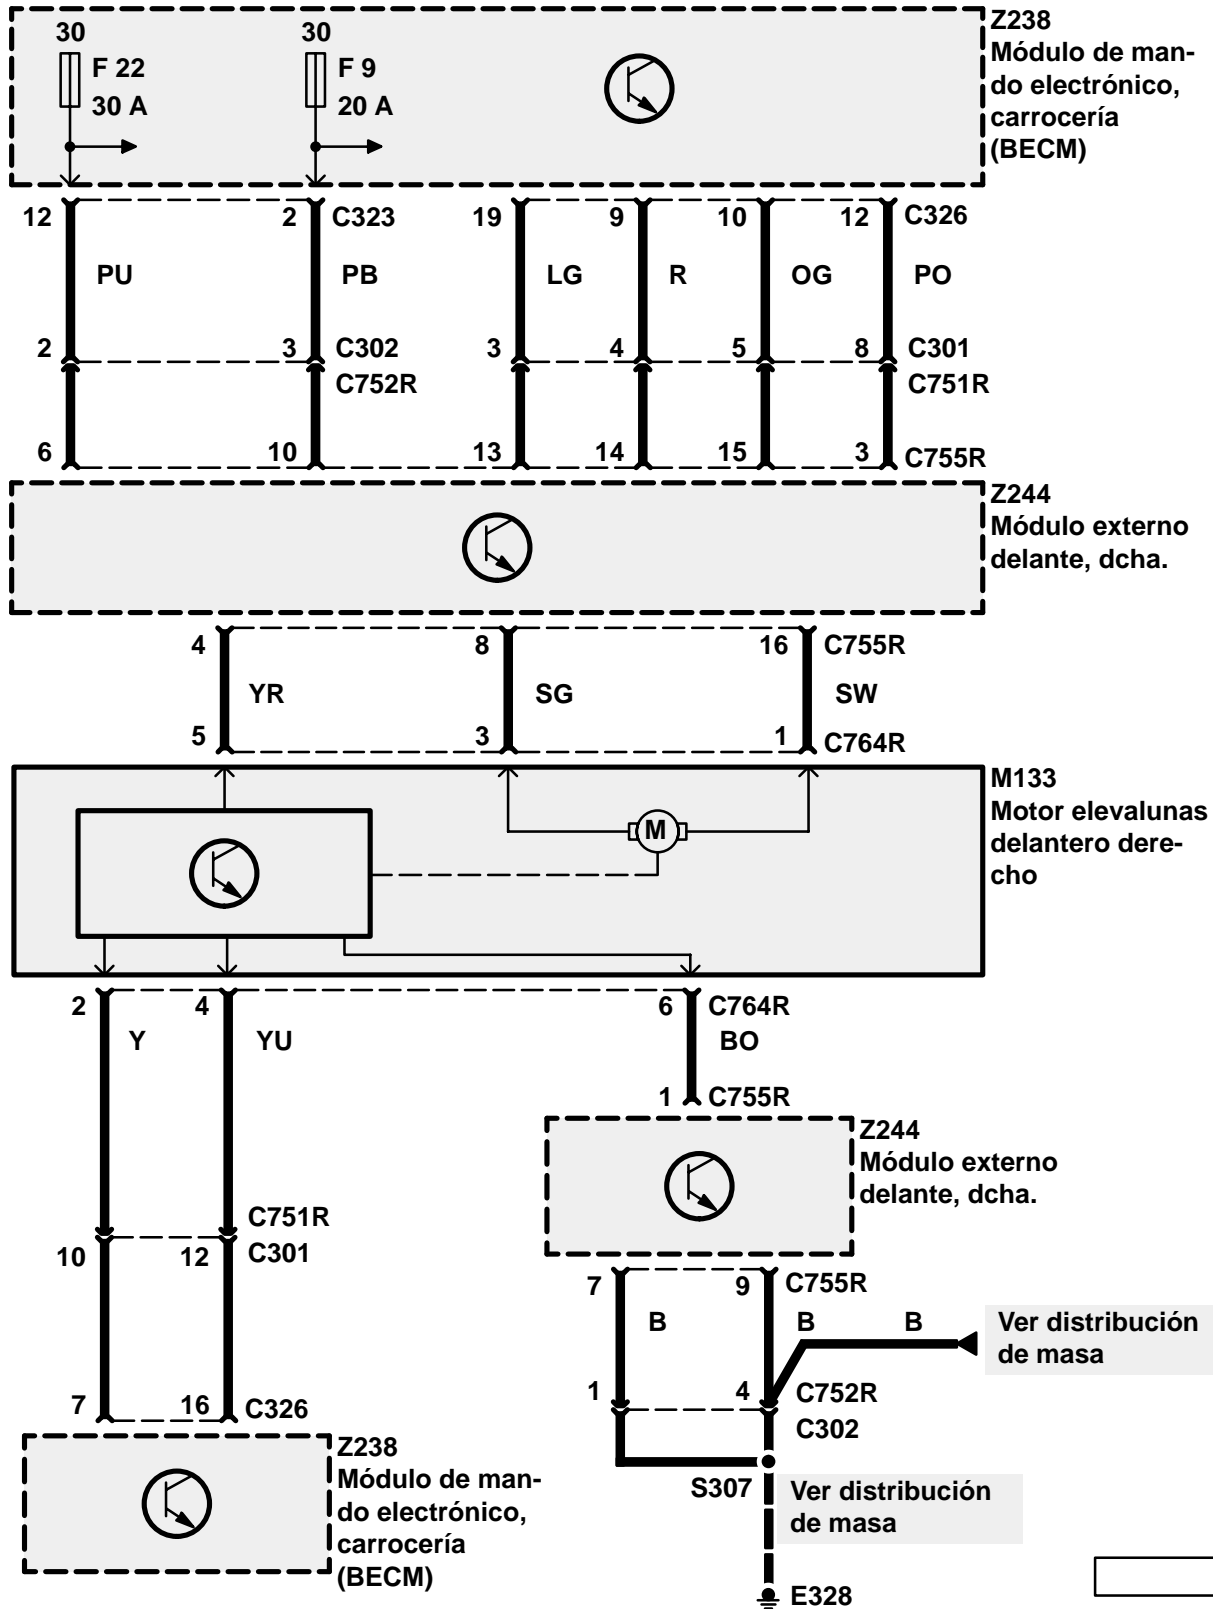 30
30
Z238
F 22
F 9
Módulo de man-
do electrónico,
30 A
20 A
carrocería
(BECM)
12
2
C323
19
9
10
12
C326
PU
PB
LG
R
OG
PO
2
3
C302
3
4
5
8
C301
C752R
C751R
6
10
13
14
15
3
C755R
Z244
Módulo externo
delante, dcha.
4
8
16
C755R
YR
SG
SW
5
3
1
C764R
M133
Motor elevalunas
M
delantero dere-
cho
2
4
6
C764R
Y
YU
BO
1
C755R
Z244
Módulo externo
delante, dcha.
C751R
10
12
C301
7
9
C755R
B
B
B
Ver distribución
de masa
1
4
C752R
7
16
C326
C302
Z238
Módulo de man-
do electrónico,
carrocería
(BECM)
S307
Ver distribución
de masa
E328